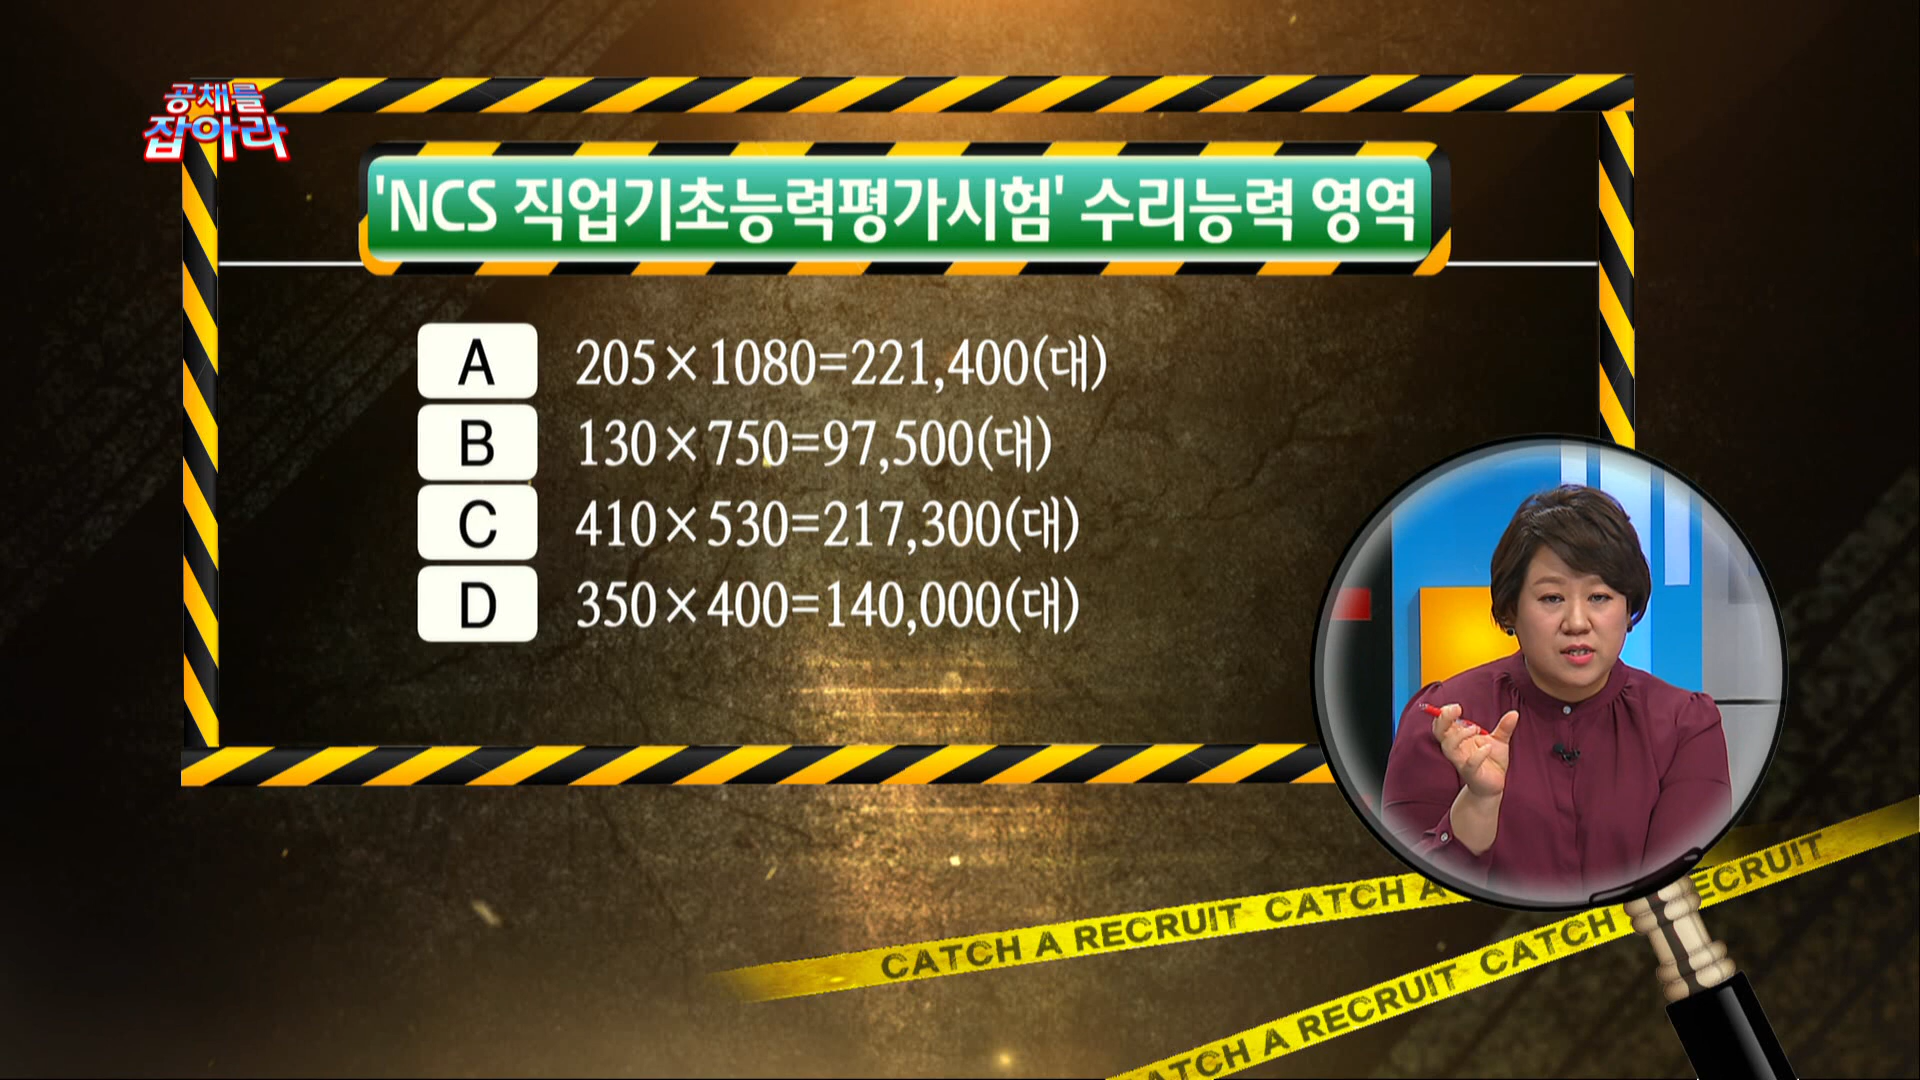 공채를
잡아라
'NCS 직업기초능력평가시험' 수리능력 영역
A 205×1080=221,400(대)
B 130×750=97,500(대)
C 410×530=217,300(대)
D 350×400=140,000(대)
CATCH A RECRUIT CATCH A ECRUIT
ATCH A RECRUIT CATCH